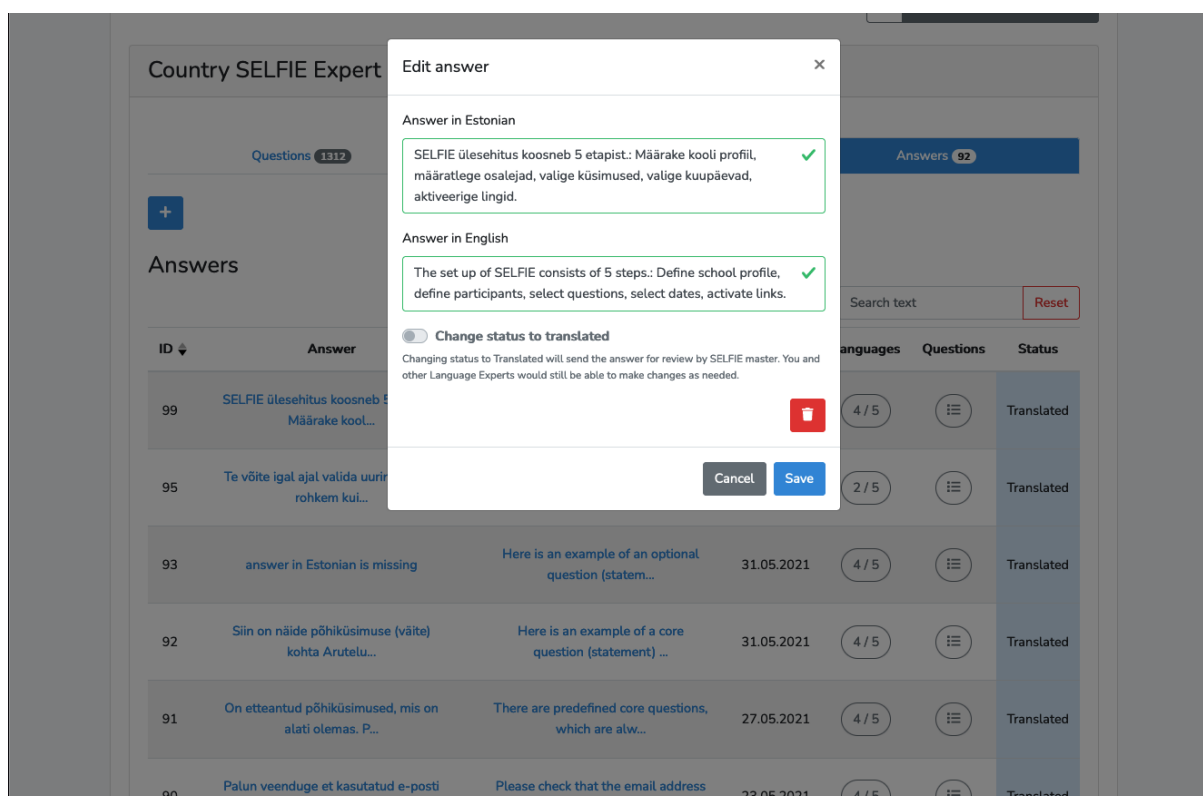 Country SELFIE Expert
Edit answer
×
Answer in Estonian
SELFIE ülesehitus koosneb 5 etapist.: Määrake kooli profiil,
määratlege osalejad, valige küsimused, valige kuupäevad,
aktiveerige lingid.
Answer in English
The set up of SELFIE consists of 5 steps.: Define school profile,
define participants, select questions, select dates, activate links.
Change status to translated
Changing status to Translated will send the answer for review by SELFIE master. You and
other Language Experts would still be able to make changes as needed.
Cancel Save
Questions 1312
Answers 92
+
Answers
Search text Reset
ID Answer anguages Questions Status
99 SELFIE ülesehitus koosneb 4 / 5 Translated
Määrake kool...
95 Te võite igal ajal valida 2 / 5 Translated
rohkem kui...
93 answer in Estonian is missing Here is an example of an optional 31.05.2021 4 / 5 Translated
question (statem...
92 Siin on näide põhiküsimuse (väite) Here is an example of a core 31.05.2021 4 / 5 Translated
kohta Arutelu... question (statement) ...
91 On etteantud põhiküsimused, mis on There are predefined core questions, 27.05.2021 4 / 5 Translated
alati olemas. P... which are alw...
Palun veenduge et kasutatud e-posti Please check that the email address